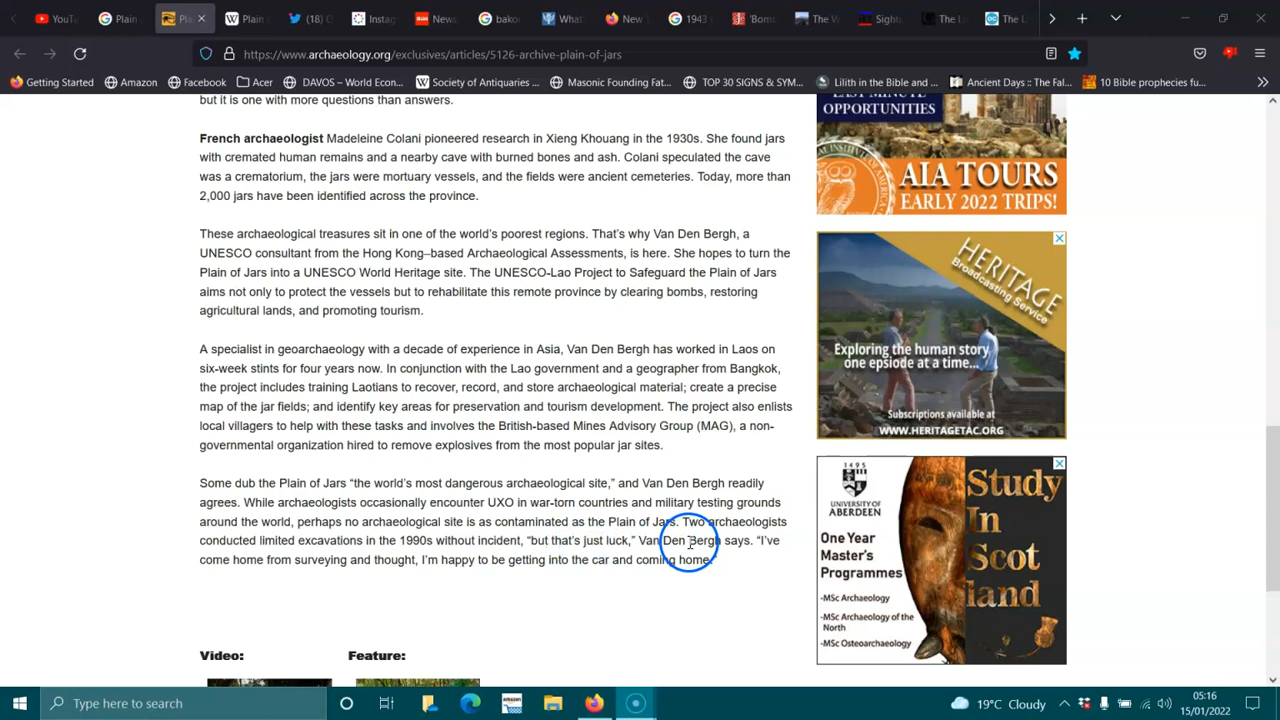 YouTu
Plain
Ple
Plain o
(18) G
Instag
News
bako
What
New T
1943
'Bom
The W
Sightin
The La
The L
https://www.archaeology.org/exclusives/articles/5126-archive-plain-of-jars
Getting Started
Amazon
Facebook
Acer
DAVOS – World Econ...
Society of Antiquaries ...
Masonic Founding Fat...
TOP 30 SIGNS & SYM...
Lilith in the Bible and ...
Ancient Days :: The Fal...
10 Bible prophecies fu...
but it is one with more questions than answers.
French archaeologist Madeleine Colani pioneered research in Xieng Khouang in the 1930s. She found jars
with cremated human remains and a nearby cave with burned bones and ash. Colani speculated the cave
was a crematorium, the jars were mortuary vessels, and the fields were ancient cemeteries. Today, more than
2,000 jars have been identified across the province.
These archaeological treasures sit in one of the world's poorest regions. That's why Van Den Bergh, a
UNESCO consultant from the Hong Kong–based Archaeological Assessments, is here. She hopes to turn the
Plain of Jars into a UNESCO World Heritage site. The UNESCO-Lao Project to Safeguard the Plain of Jars
aims not only to protect the vessels but to rehabilitate this remote province by clearing bombs, restoring
agricultural lands, and promoting tourism.
A specialist in geoarchaeology with a decade of experience in Asia, Van Den Bergh has worked in Laos on
six-week stints for four years now. In conjunction with the Lao government and a geographer from Bangkok,
the project includes training Laotians to recover, record, and store archaeological material; create a precise
map of the jar fields; and identify key areas for preservation and tourism development. The project also enlists
local villagers to help with these tasks and involves the British-based Mines Advisory Group (MAG), a non-
governmental organization hired to remove explosives from the most popular jar sites.
Some dub the Plain of Jars "the world's most dangerous archaeological site," and Van Den Bergh readily
agrees. While archaeologists occasionally encounter UXO in war-torn countries and military testing grounds
around the world, perhaps no archaeological site is as contaminated as the Plain of Jars. Two archaeologists
conducted limited excavations in the 1990s without incident, "but that's just luck," Van Den Bergh says. "I've
come home from surveying and thought, I'm happy to be getting into the car and coming home."
Video:
Feature:
LAST MINUTE
OPPORTUNITIES
AIA TOURS
EARLY 2022 TRIPS!
HERITAGE
Broadcasting Service
Exploring the human story
one epsiode at a time...
Subscriptions available at
WWW.HERITAGETAC.ORG
1495
UNIVERSITY OF
ABERDEEN
One Year
Master's
Programmes
-MSc Archaeology
-MSc Archaeology of the
North
-MSc Osteoarchaeology
Study
In
Scot
land
Type here to search
amazon
19°C Cloudy
05:16
15/01/2022